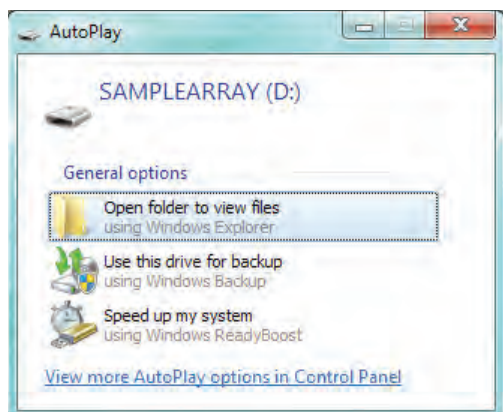 AutoPlay
SAMPLEARRAY (D:)
General options
Open folder to view files
using Windows Explorer
Use this drive for backup
using Windows Backup
Speed up my system
using Windows ReadyBoost
View more AutoPlay options in Control Panel